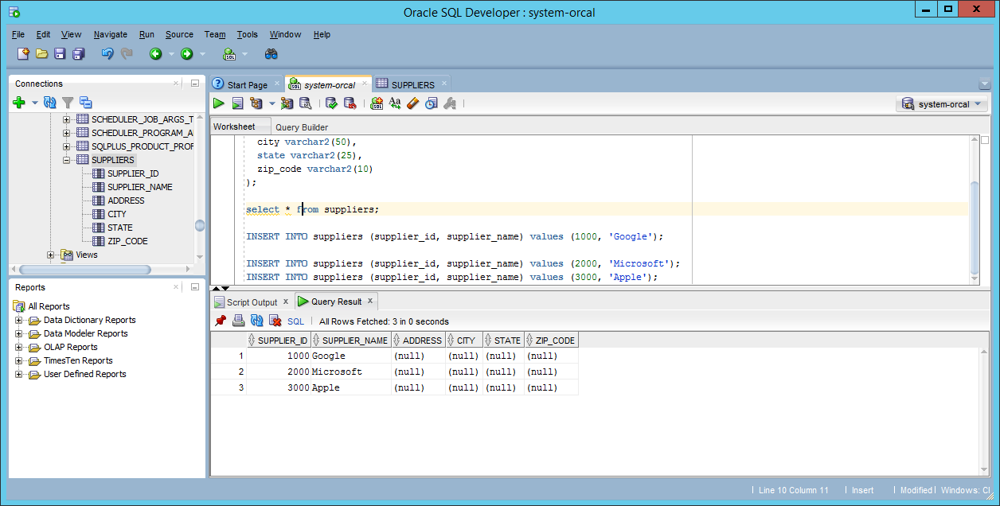 Oracle SQL Developer : system-orcal
File Edit View Navigate Run Source Team Tools Window Help
Connections
SCHEDULER_JOB_ARGS_T
SCHEDULER_PROGRAM_A
SQLPLUS_PRODUCT_PROF
SUPPLIERS
SUPPLIER_ID
SUPPLIER_NAME
ADDRESS
CITY
STATE
ZIP_CODE
Views
Reports
All Reports
Data Dictionary Reports
Data Modeler Reports
OLAP Reports
TimesTen Reports
User Defined Reports
Start Page system-orcal SUPPLIERS
system-orcal
Worksheet Query Builder
city varchar2(50),
state varchar2(25),
zip_code varchar2(10)
);
select * from suppliers;
INSERT INTO suppliers (supplier_id, supplier_name) values (1000, 'Google');
INSERT INTO suppliers (supplier_id, supplier_name) values (2000, 'Microsoft');
INSERT INTO suppliers (supplier_id, supplier_name) values (3000, 'Apple');
Script Output x Query Result x
SQL All Rows Fetched: 3 in 0 seconds
SUPPLIER_ID SUPPLIER_NAME ADDRESS CITY STATE ZIP_CODE
1 1000 Google (null) (null) (null) (null)
2 2000 Microsoft (null) (null) (null) (null)
3 3000 Apple (null) (null) (null) (null)
Line 10 Column 11 Insert Modified Windows: Cl